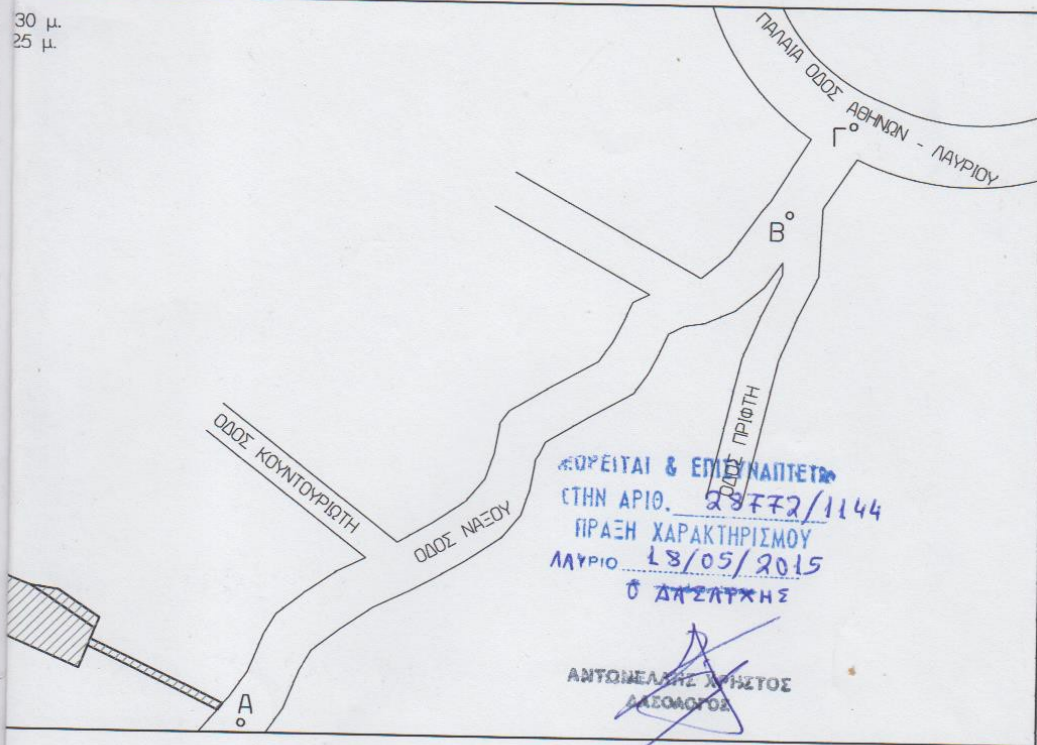 30 μ.
25 μ.
ΠΑΛΑΙΑ ΟΔΟΣ ΑΘΗΝΩΝ - ΛΑΥΡΙΟΥ
Γ
Β
ΟΔΟΣ ΠΡΙΦΤΗ
ΟΔΟΣ ΚΟΥΝΤΟΥΡΙΩΤΗ
ΟΔΟΣ ΝΑΞΟΥ
ΘΕΩΡΕΙΤΑΙ & ΕΠΙΣΥΝΑΠΤΕΤΑΙ
ΣΤΗΝ ΑΡΙΘ. 28772/1144
ΠΡΑΞΗ ΧΑΡΑΚΤΗΡΙΣΜΟΥ
ΛΑΥΡΙΟ 18/05/2015
Ο ΔΑΣΑΡΧΗΣ
Α
ΑΝΤΩΝΕΛΛΗΣ ΧΡΗΣΤΟΣ
ΔΑΣΟΛΟΓΟΣ